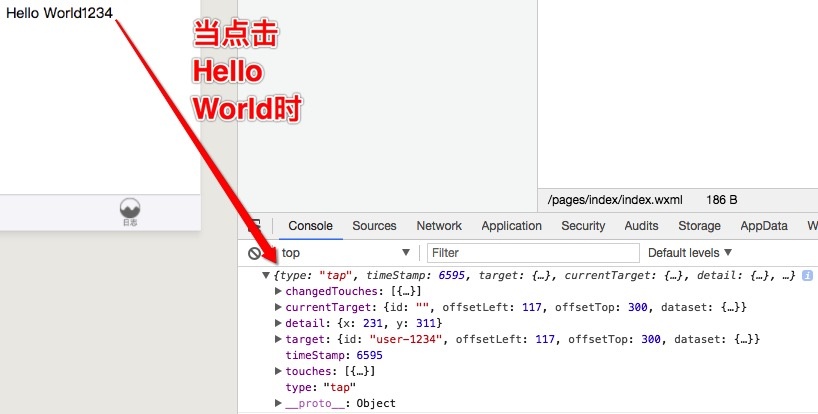 Hello World1234
当点击
Hello
World时
日志
/pages/index/index.wxml 186 B
Console Sources Network Application Security Audits Storage AppData W
top Filter Default levels
{type: "tap", timeStamp: 6595, target: {…}, currentTarget: {…}, detail: {…}, …}
changedTouches: [{…}]
currentTarget: {id: "", offsetLeft: 117, offsetTop: 300, dataset: {…}}
detail: {x: 231, y: 311}
target: {id: "user-1234", offsetLeft: 117, offsetTop: 300, dataset: {…}}
timeStamp: 6595
touches: [{…}]
type: "tap"
__proto__: Object